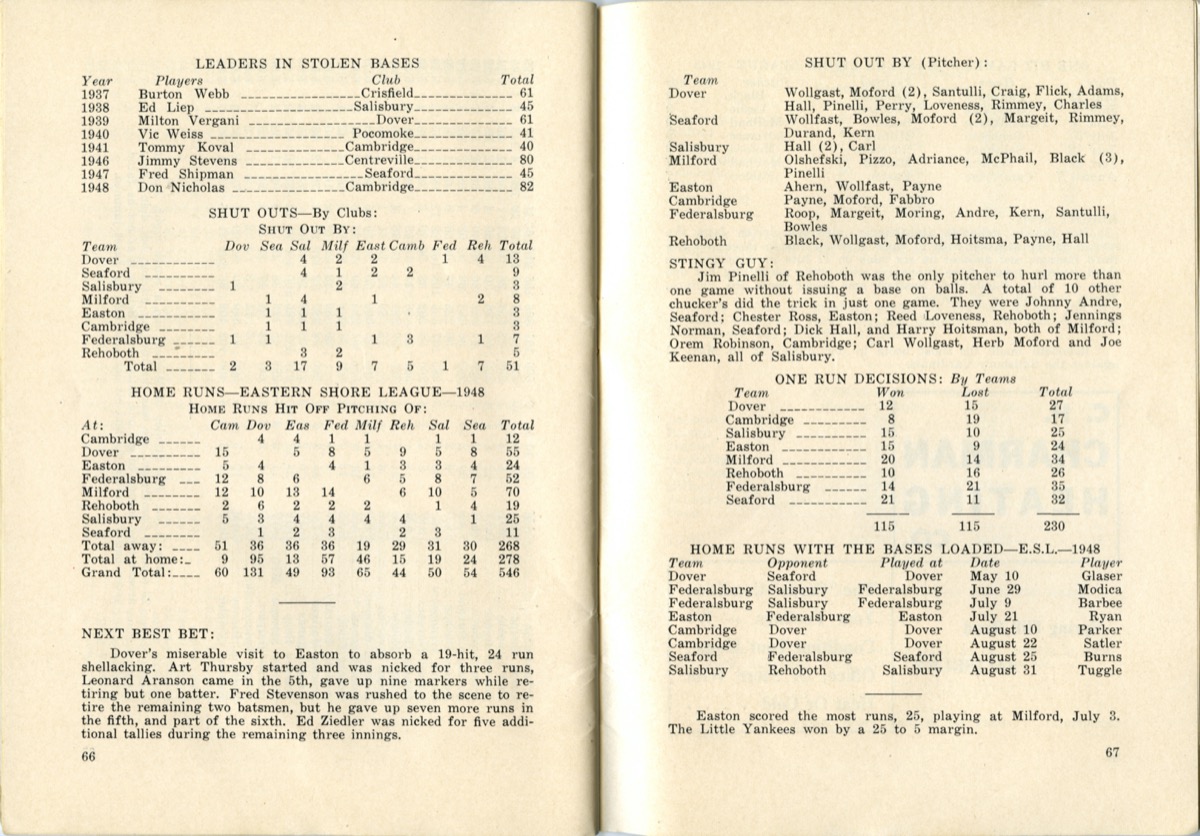 LEADERS IN STOLEN BASES
Year Players Club Total
1937 Burton Webb Crisfield 61
1938 Ed Liep Salisbury 45
1939 Milton Vergani Dover 61
1940 Vic Weiss Pocomoke 41
1941 Tommy Koval Cambridge 40
1946 Jimmy Stevens Centreville 80
1947 Fred Shipman Seaford 45
1948 Don Nicholas Cambridge 82
SHUT OUTS—By Clubs:
SHUT OUT BY:
Team Dov Sea Sal Milf East Camb Fed Reh Total
Dover 4 2 2 1 4 13
Seaford 4 1 2 2 9
Salisbury 1 2 3
Milford 1 4 1 2 8
Easton 1 1 1 3
Cambridge 1 1 1 3
Federalsburg 1 1 1 3 1 7
Rehoboth 3 2 5
Total 2 3 17 9 7 5 1 7 51
HOME RUNS—EASTERN SHORE LEAGUE—1948
HOME RUNS HIT OFF PITCHING OF:
At: Cam Dov Eas Fed Milf Reh Sal Sea Total
Cambridge 4 4 1 1 1 1 12
Dover 15 5 8 5 9 5 8 55
Easton 5 4 4 1 3 3 4 24
Federalsburg 12 8 6 6 5 8 7 52
Milford 12 10 13 14 6 10 5 70
Rehoboth 2 6 2 2 2 1 4 19
Salisbury 5 3 4 4 4 4 1 25
Seaford 1 2 3 2 3 11
Total away: 51 36 36 36 19 29 31 30 268
Total at home: 9 95 13 57 46 15 19 24 278
Grand Total: 60 131 49 93 65 44 50 54 546
NEXT BEST BET:
Dover's miserable visit to Easton to absorb a 19-hit, 24 run
shellacking. Art Thursby started and was nicked for three runs,
Leonard Aranson came in the 5th, gave up nine markers while re-
tiring but one batter. Fred Stevenson was rushed to the scene to re-
tire the remaining two batsmen, but he gave up seven more runs
in the fifth, and part of the sixth. Ed Ziedler was nicked for five addi-
tional tallies during the remaining three innings.
66
SHUT OUT BY (Pitcher):
Team
Dover Wollgast, Moford (2), Santulli, Craig, Flick, Adams,
Hall, Pinelli, Perry, Loveness, Rimmey, Charles
Seaford Wollfast, Bowles, Moford (2), Margeit, Rimmey,
Durand, Kern
Salisbury Hall (2), Carl
Milford Olshefski, Pizzo, Adriance, McPhail, Black (3),
Pinelli
Easton Ahern, Wollfast, Payne
Cambridge Payne, Moford, Fabbro
Federalsburg Roop, Margeit, Moring, Andre, Kern, Santulli,
Bowles
Rehoboth Black, Wollgast, Moford, Hoitsma, Payne, Hall
STINGY GUY:
Jim Pinelli of Rehoboth was the only pitcher to hurl more than
one game without issuing a base on balls. A total of 10 other
chucker's did the trick in just one game. They were Johnny Andre,
Seaford; Chester Ross, Easton; Reed Loveness, Rehoboth; Jennings
Norman, Seaford; Dick Hall, and Harry Hoitsman, both of Milford;
Orem Robinson, Cambridge; Carl Wollgast, Herb Moford and Joe
Keenan, all of Salisbury.
ONE RUN DECISIONS: By Teams
Team Won Lost Total
Dover 12 15 27
Cambridge 8 19 17
Salisbury 15 10 25
Easton 15 9 24
Milford 20 14 34
Rehoboth 10 16 26
Federalsburg 14 21 35
Seaford 21 11 32
115 115 230
HOME RUNS WITH THE BASES LOADED—E.S.L.—1948
Team Opponent Played at Date Player
Dover Seaford Dover May 10 Glaser
Federalsburg Salisbury Federalsburg June 29 Modica
Federalsburg Salisbury Federalsburg July 9 Barbee
Easton Federalsburg Easton July 21 Ryan
Cambridge Dover Dover August 10 Parker
Cambridge Dover Dover August 22 Satler
Seaford Federalsburg Seaford August 25 Burns
Salisbury Rehoboth Salisbury August 31 Tuggle
Easton scored the most runs, 25, playing at Milford, July 3.
The Little Yankees won by a 25 to 5 margin.
67